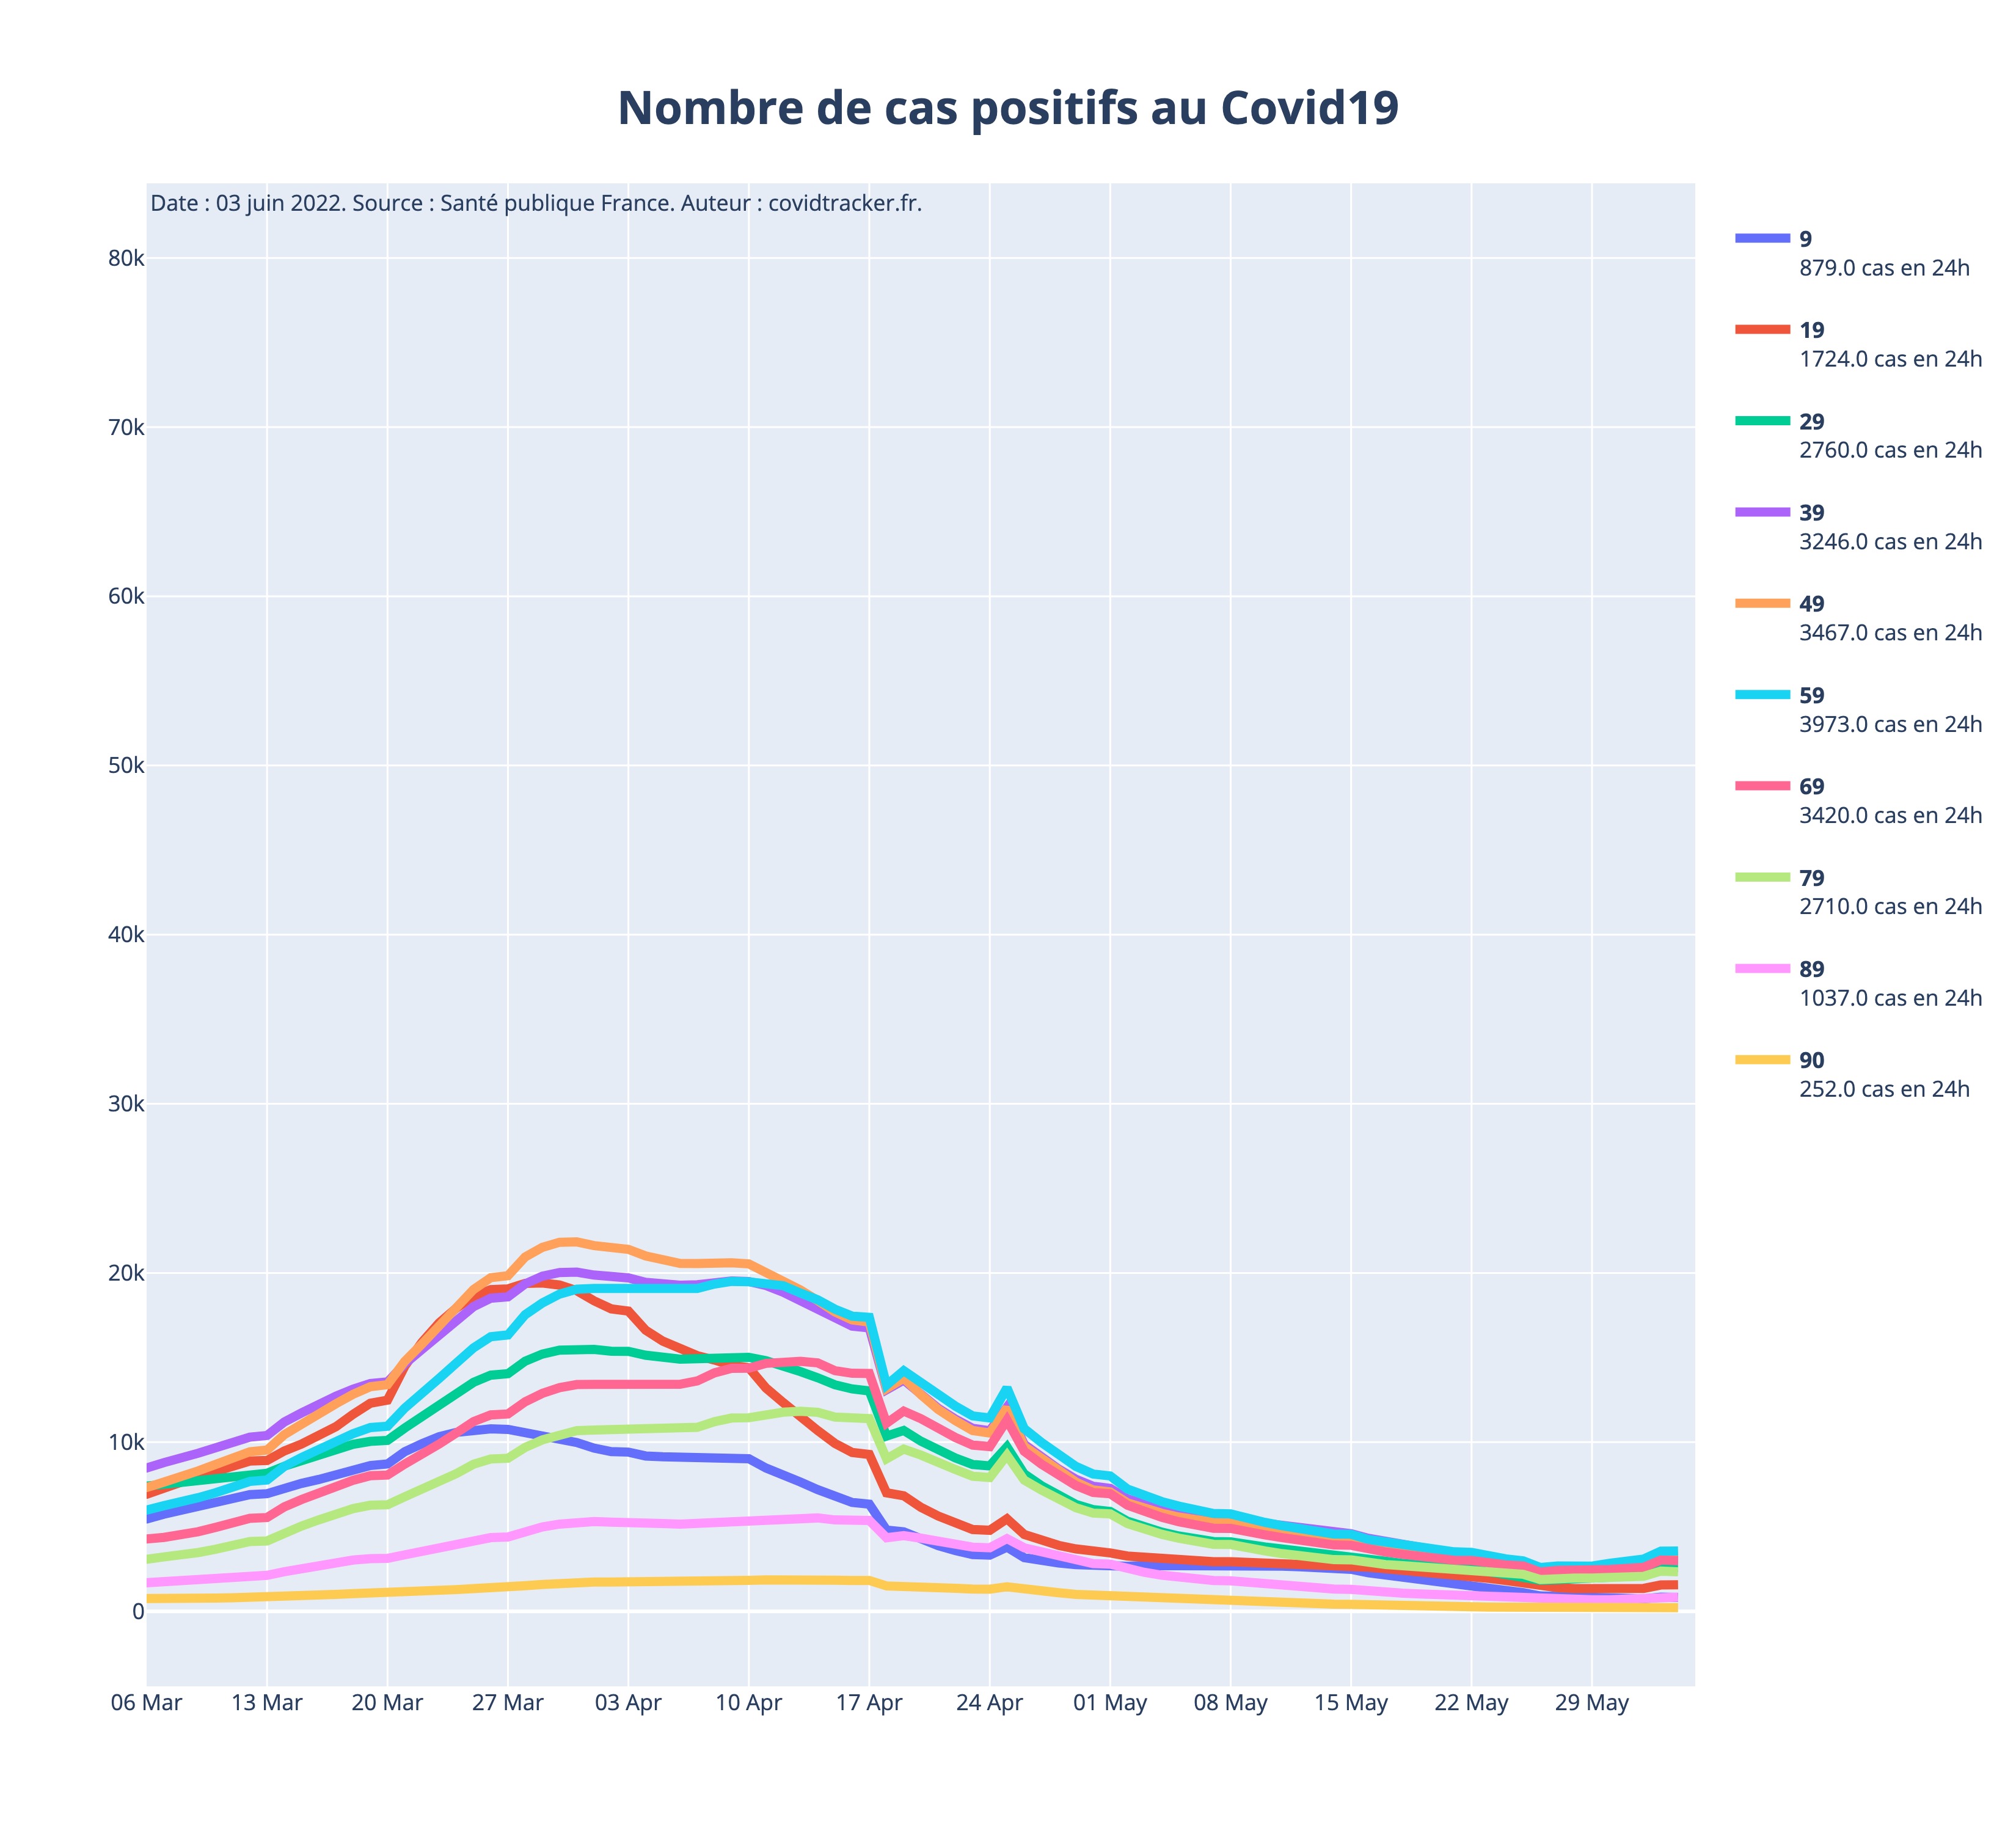 Nombre de cas positifs au Covid19
Date : 03 juin 2022. Source : Santé publique France. Auteur : covidtracker.fr.
80k
70k
60k
50k
40k
30k
20k
10k
0
06 Mar
13 Mar
20 Mar
27 Mar
03 Apr
10 Apr
17 Apr
24 Apr
01 May
08 May
15 May
22 May
29 May
9
879.0 cas en 24h
19
1724.0 cas en 24h
29
2760.0 cas en 24h
39
3246.0 cas en 24h
49
3467.0 cas en 24h
59
3973.0 cas en 24h
69
3420.0 cas en 24h
79
2710.0 cas en 24h
89
1037.0 cas en 24h
90
252.0 cas en 24h